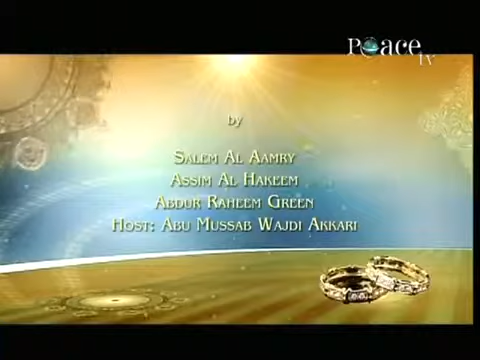 Peace TV
by
Salem Al Aamry
Assim Al Hakeem
Abdur Raheem Green
Host: Abu Mussab Wajdi Akkari